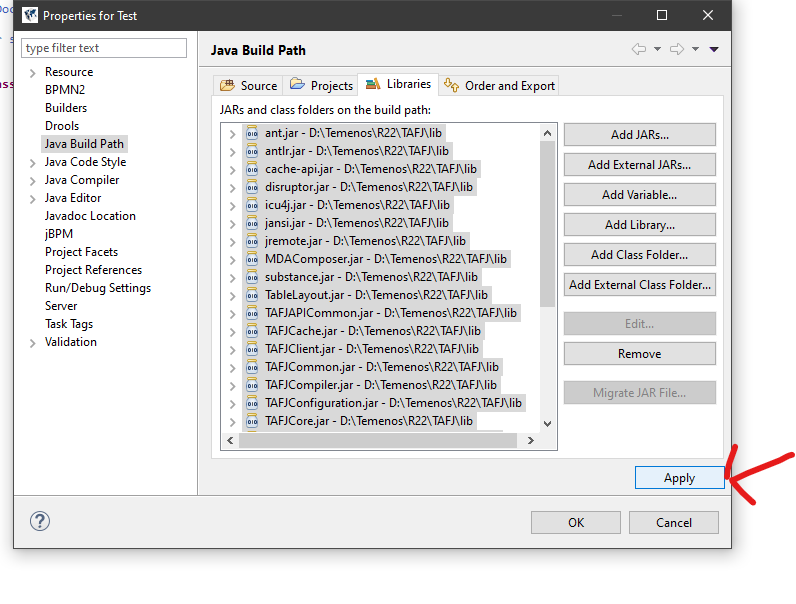 Doc
Properties for Test
type filter text
Java Build Path
Resource
BPMN2
Builders
Drools
Java Build Path
Java Code Style
Java Compiler
Java Editor
Javadoc Location
jBPM
Project Facets
Project References
Run/Debug Settings
Server
Task Tags
Validation
Source Projects Libraries Order and Export
JARs and class folders on the build path:
ant.jar - D:\Temenos\R22\TAFJ\lib
antlr.jar - D:\Temenos\R22\TAFJ\lib
cache-api.jar - D:\Temenos\R22\TAFJ\lib
disruptor.jar - D:\Temenos\R22\TAFJ\lib
icu4j.jar - D:\Temenos\R22\TAFJ\lib
jansi.jar - D:\Temenos\R22\TAFJ\lib
jremote.jar - D:\Temenos\R22\TAFJ\lib
MDAComposer.jar - D:\Temenos\R22\TAFJ\lib
substance.jar - D:\Temenos\R22\TAFJ\lib
TableLayout.jar - D:\Temenos\R22\TAFJ\lib
TAFJAPICommon.jar - D:\Temenos\R22\TAFJ\lib
TAFJCache.jar - D:\Temenos\R22\TAFJ\lib
TAFJClient.jar - D:\Temenos\R22\TAFJ\lib
TAFJCommon.jar - D:\Temenos\R22\TAFJ\lib
TAFJCompiler.jar - D:\Temenos\R22\TAFJ\lib
TAFJConfiguration.jar - D:\Temenos\R22\TAFJ\lib
TAFJCore.jar - D:\Temenos\R22\TAFJ\lib
Add JARs...
Add External JARs...
Add Variable...
Add Library...
Add Class Folder...
Add External Class Folder...
Edit...
Remove
Migrate JAR File...
Apply
OK
Cancel